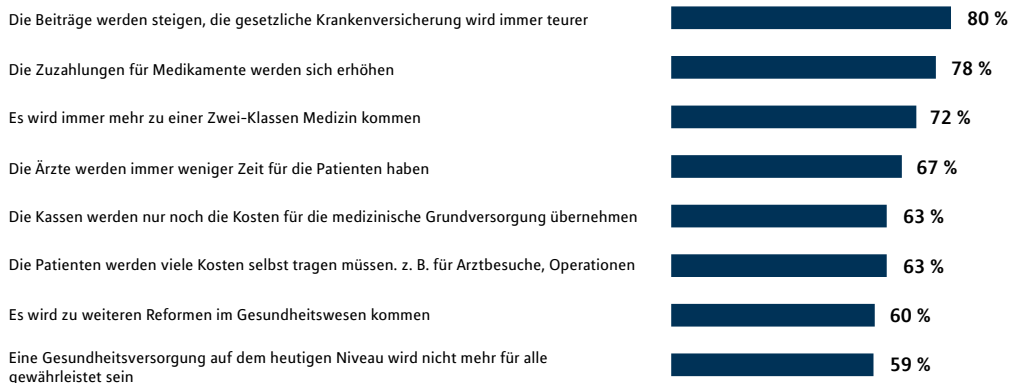 Die Beiträge werden steigen, die gesetzliche Krankenversicherung wird immer teurer 80 %
Die Zuzahlungen für Medikamente werden sich erhöhen 78 %
Es wird immer mehr zu einer Zwei-Klassen Medizin kommen 72 %
Die Ärzte werden immer weniger Zeit für die Patienten haben 67 %
Die Kassen werden nur noch die Kosten für die medizinische Grundversorgung übernehmen 63 %
Die Patienten werden viele Kosten selbst tragen müssen. z. B. für Arztbesuche, Operationen 63 %
Es wird zu weiteren Reformen im Gesundheitswesen kommen 60 %
Eine Gesundheitsversorgung auf dem heutigen Niveau wird nicht mehr für alle
gewährleistet sein 59 %